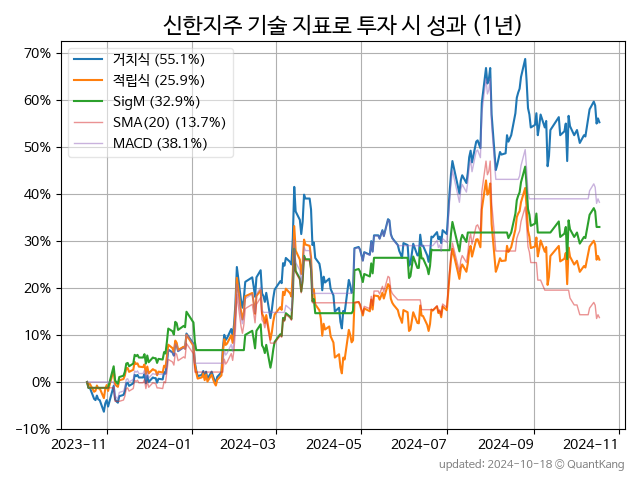 신한지주 기술 지표로 투자 시 성과 (1년)
70%
60%
50%
40%
30%
20%
10%
0%
−10%
거치식 (55.1%)
적립식 (25.9%)
SigM (32.9%)
SMA(20) (13.7%)
MACD (38.1%)
2023−11
2024−01
2024−03
2024−05
2024−07
2024−09
2024−11
updated: 2024-10-18 © QuantKang